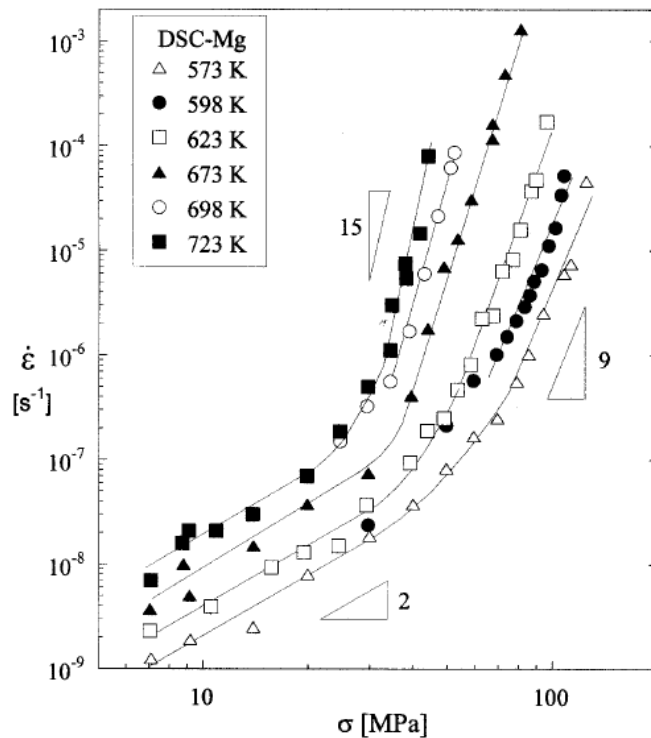 10⁻³
DSC-Mg
573 K
598 K
623 K
673 K
698 K
723 K
10⁻⁴
15
10⁻⁵
ε̇
[s⁻¹]
10⁻⁶
9
10⁻⁷
10⁻⁸
2
10⁻⁹
10
100
σ [MPa]